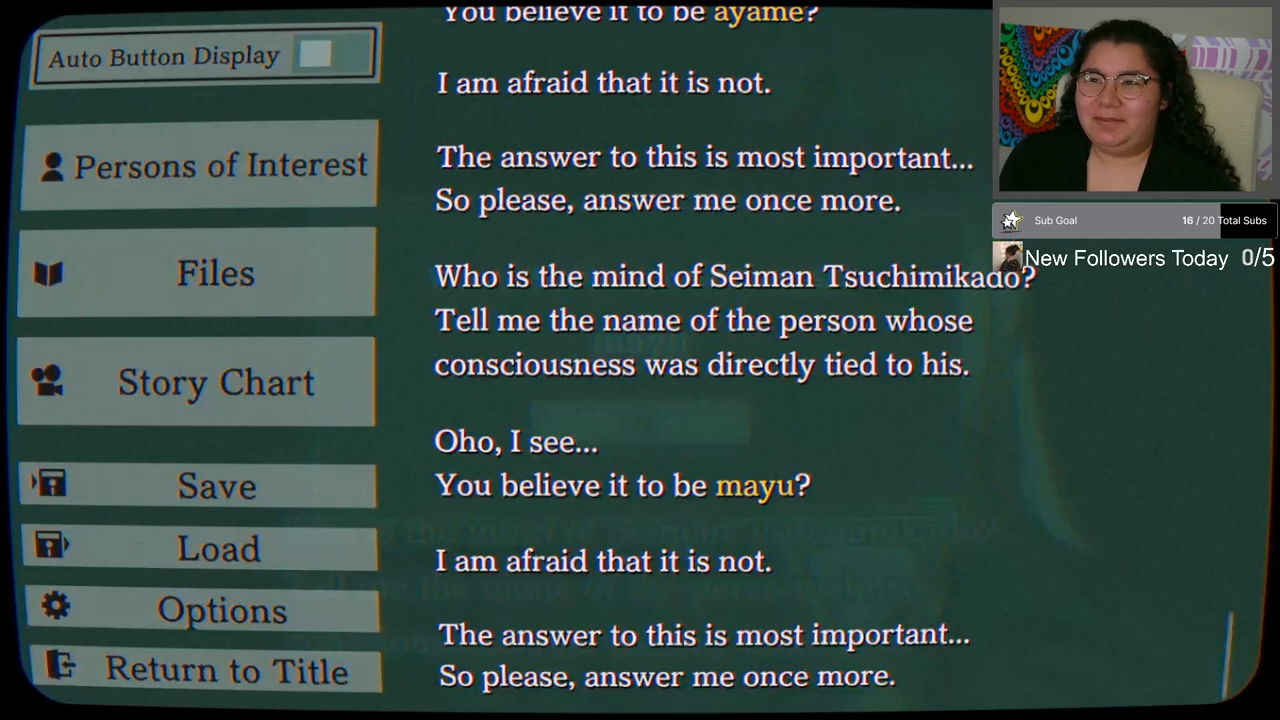 You believe it to be ayame?
Auto Button Display
I am afraid that it is not.
Persons of Interest
The answer to this is most important...
So please, answer me once more.
Sub Goal
16 / 20 Total Subs
New Followers Today 0/5
Files
Who is the mind of Seiman Tsuchimikado?
Tell me the name of the person whose
consciousness was directly tied to his.
Story Chart
Oho, I see...
You believe it to be mayu?
Save
Load
I am afraid that it is not.
Options
The answer to this is most important...
So please, answer me once more.
Return to Title